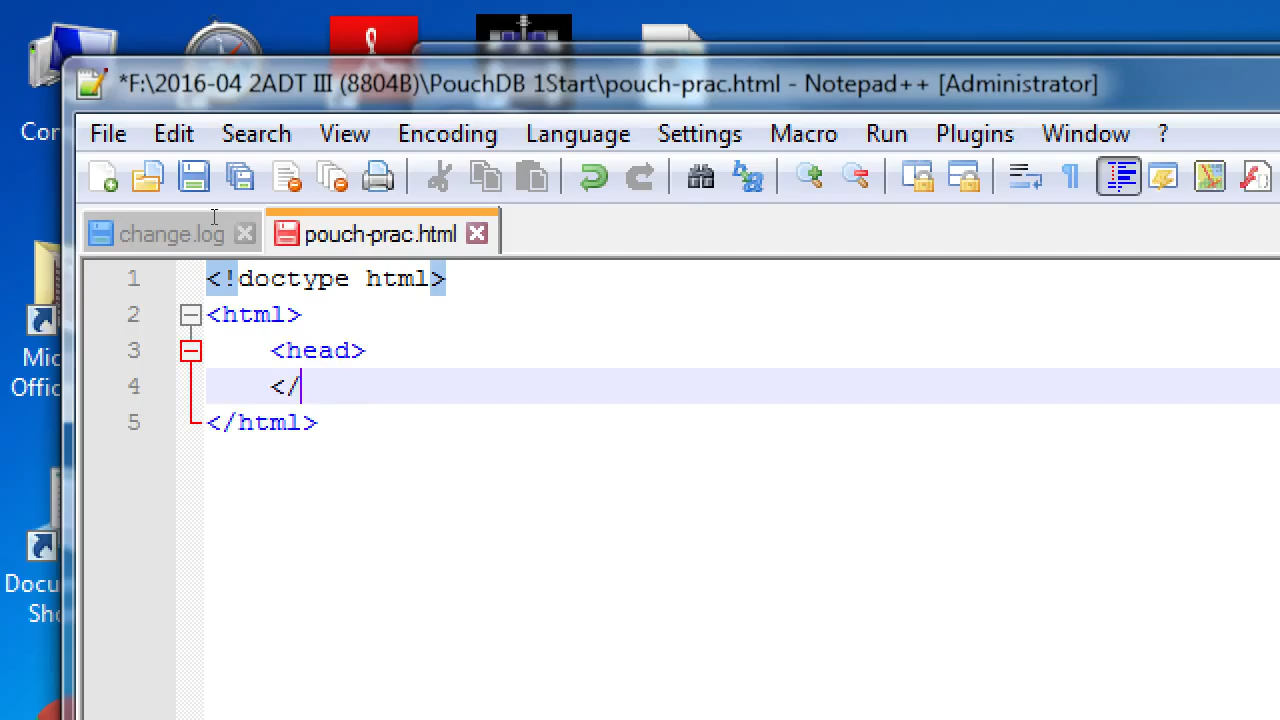 *F:\2016-04 2ADT III (8804B)\PouchDB 1Start\pouch-prac.html - Notepad++ [Administrator]
File Edit Search View Encoding Language Settings Macro Run Plugins Window ?
change.log pouch-prac.html
1 <!doctype html>
2 <html>
3 <head>
4 </
5 </html>
Mic
Offic
Docu
Sho